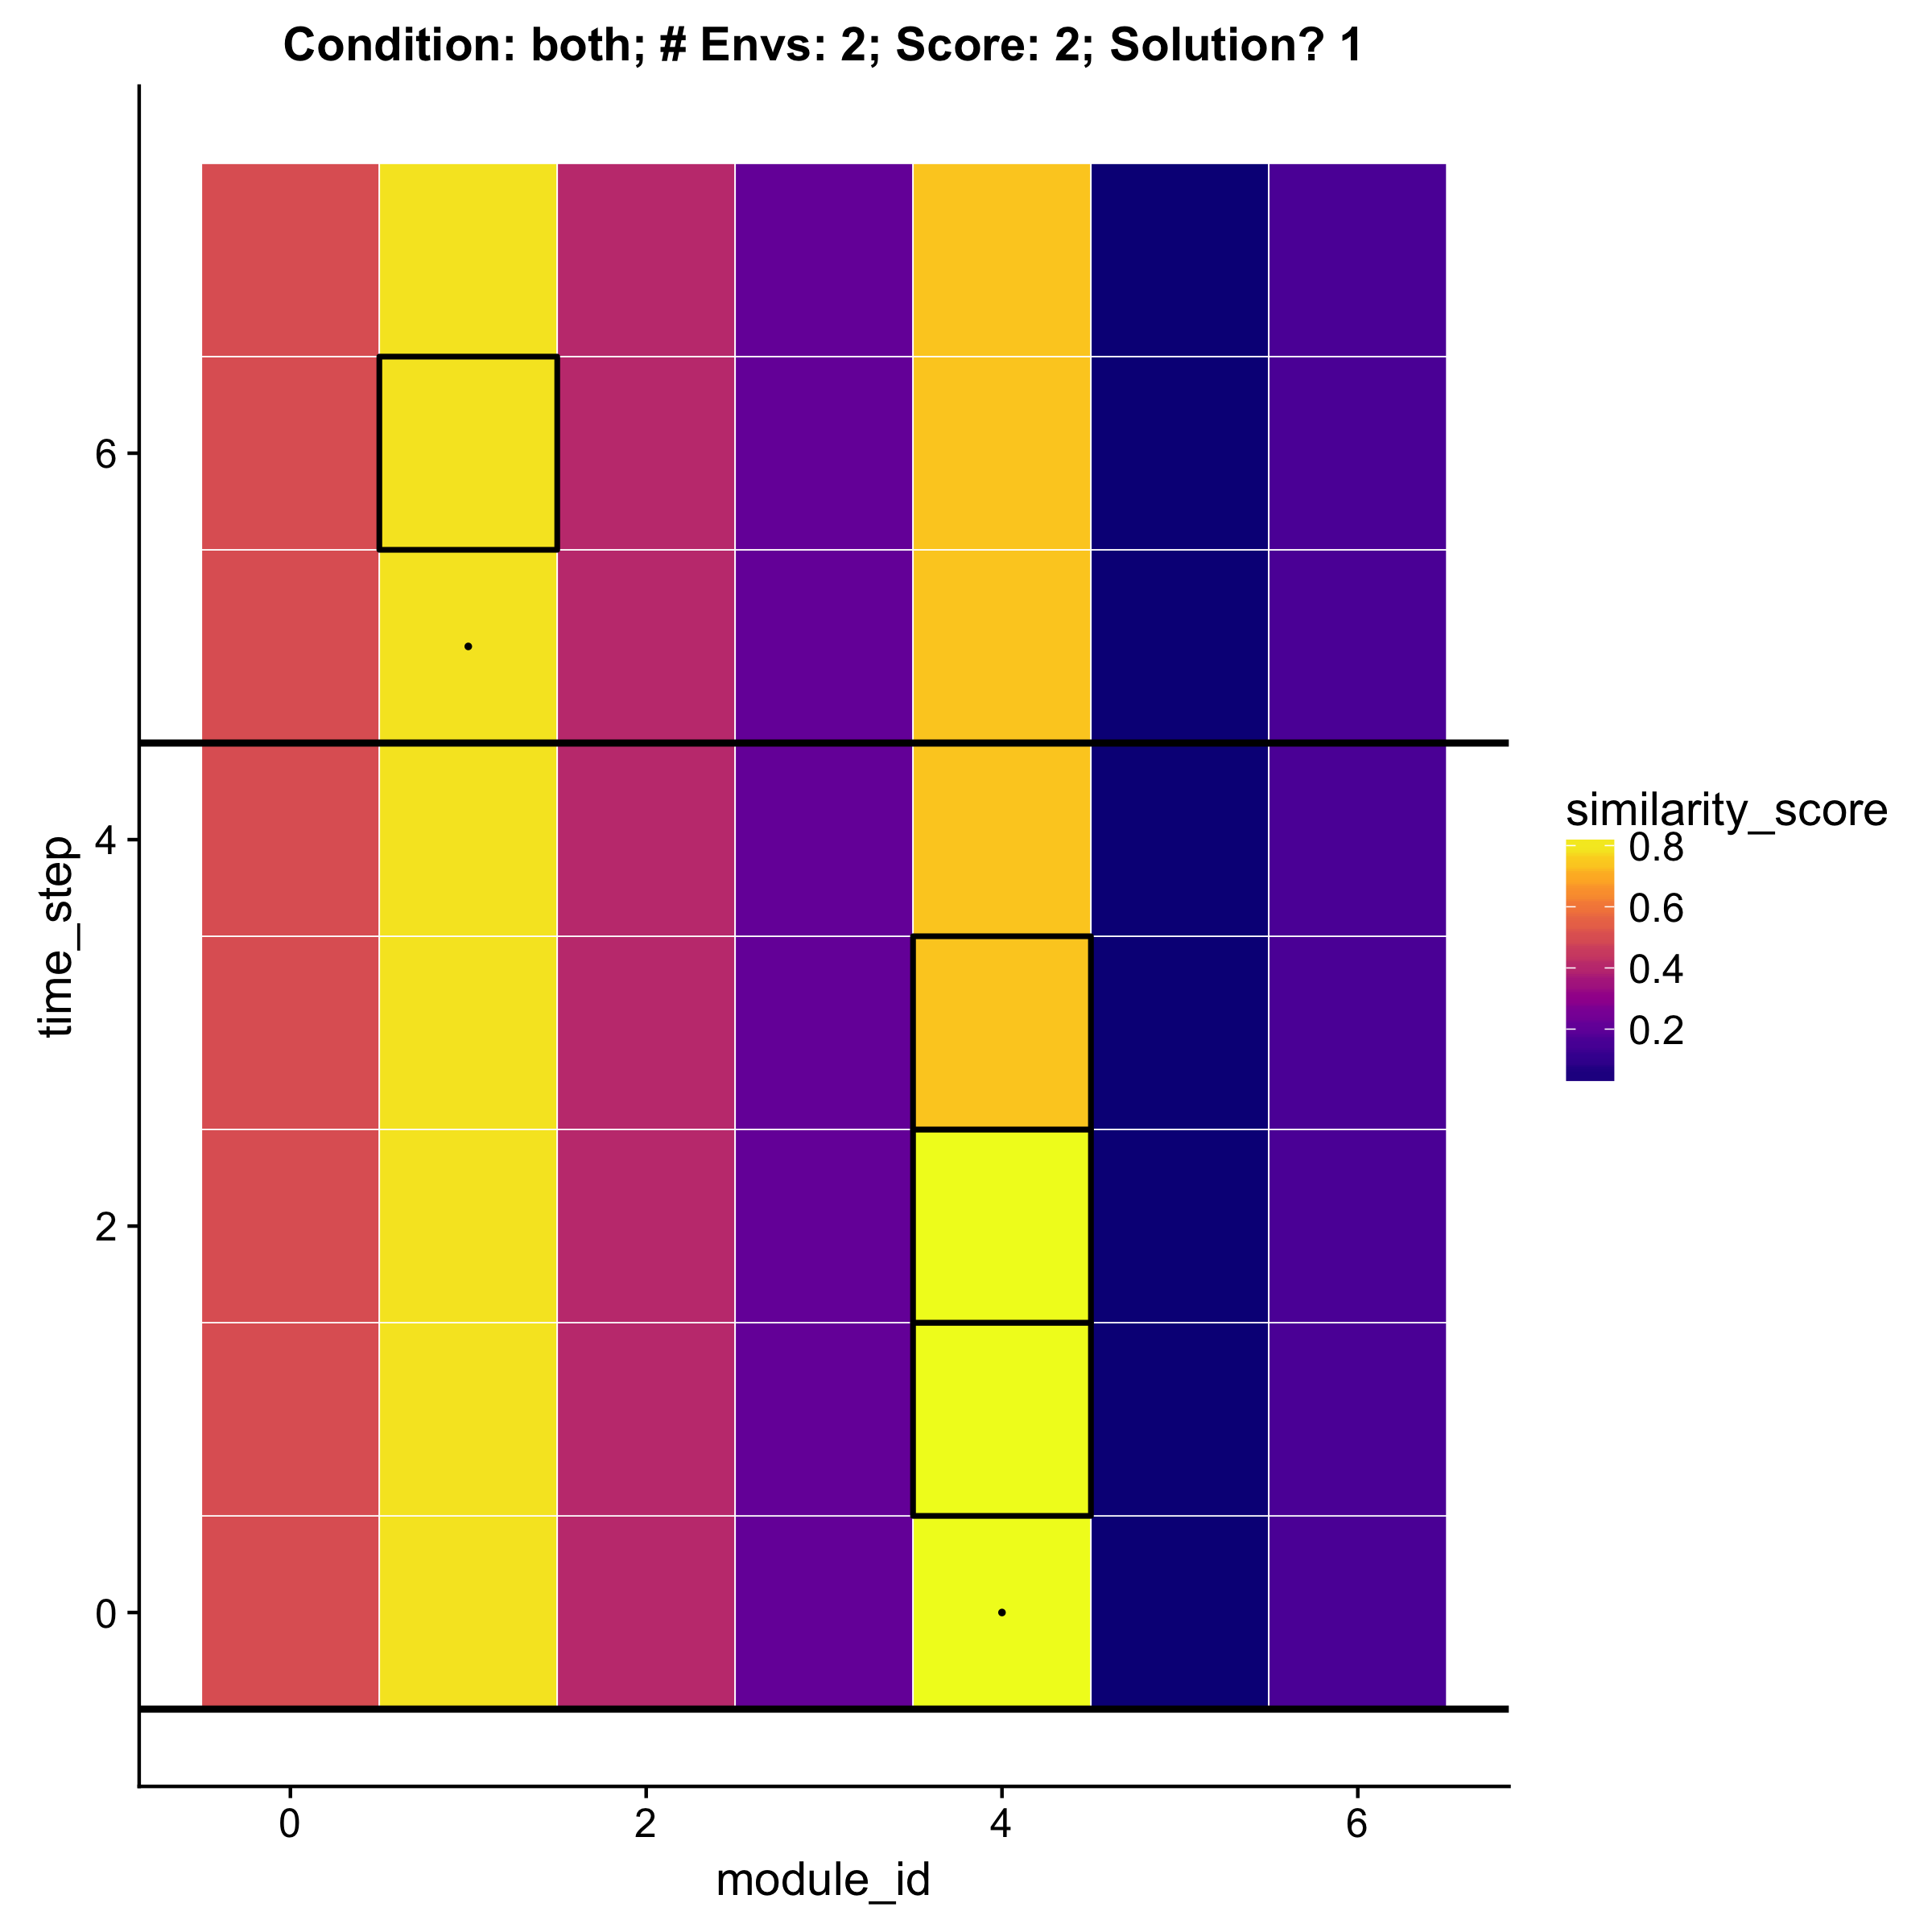 Condition: both; # Envs: 2; Score: 2; Solution? 1
6
4
2
0
time_step
0 2 4 6
module_id
similarity_score
0.8
0.6
0.4
0.2